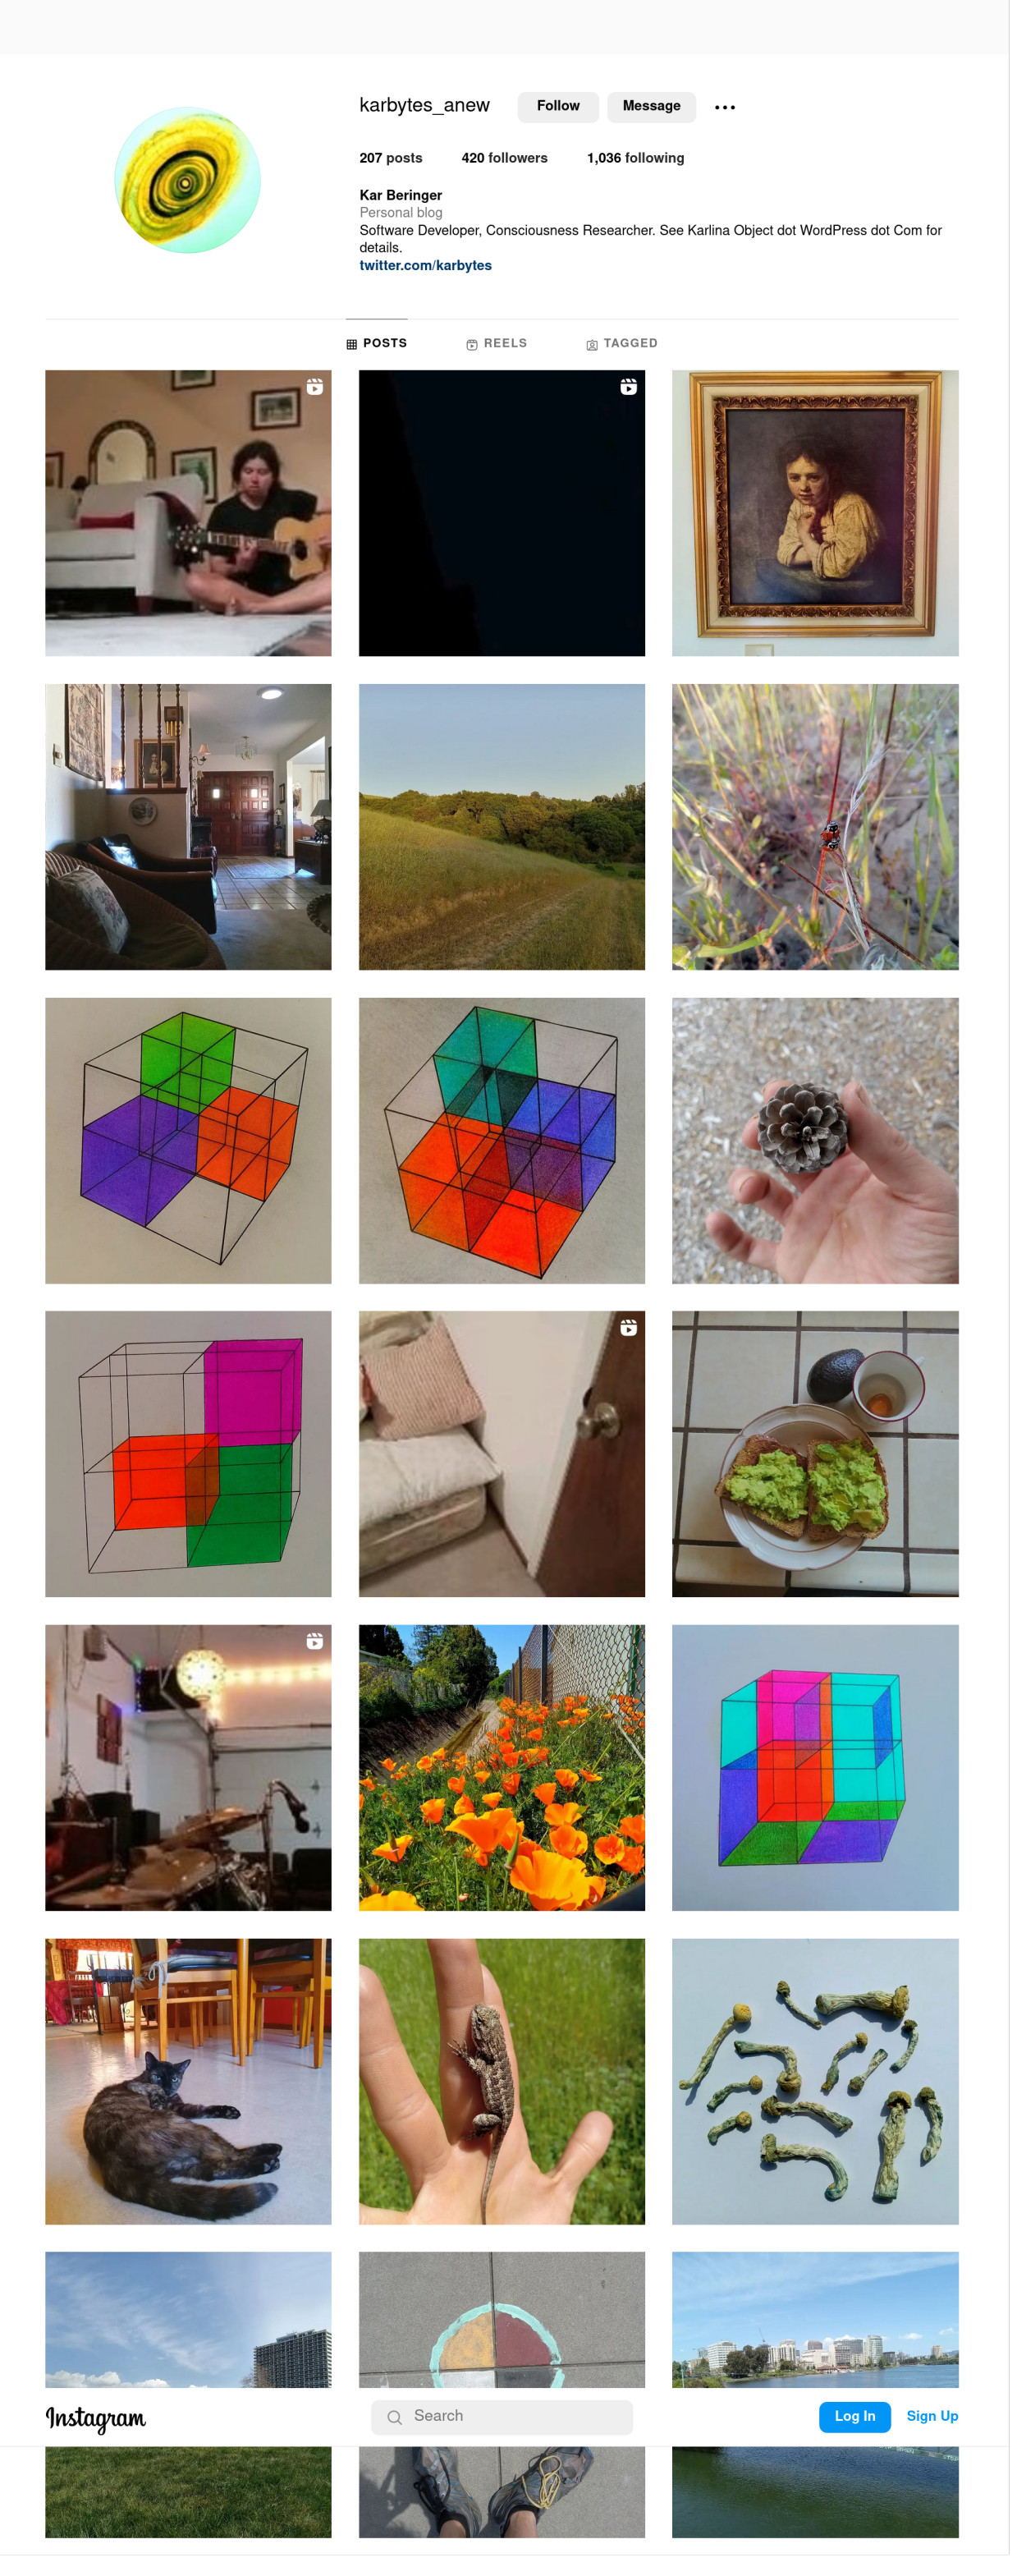 karbytes_anew Follow Message
207 posts 420 followers 1,036 following
Kar Beringer
Personal blog
Software Developer, Consciousness Researcher. See Karlina Object dot WordPress dot Com for
details.
twitter.com/karbytes
POSTS REELS TAGGED
Instagram Search Log In Sign Up